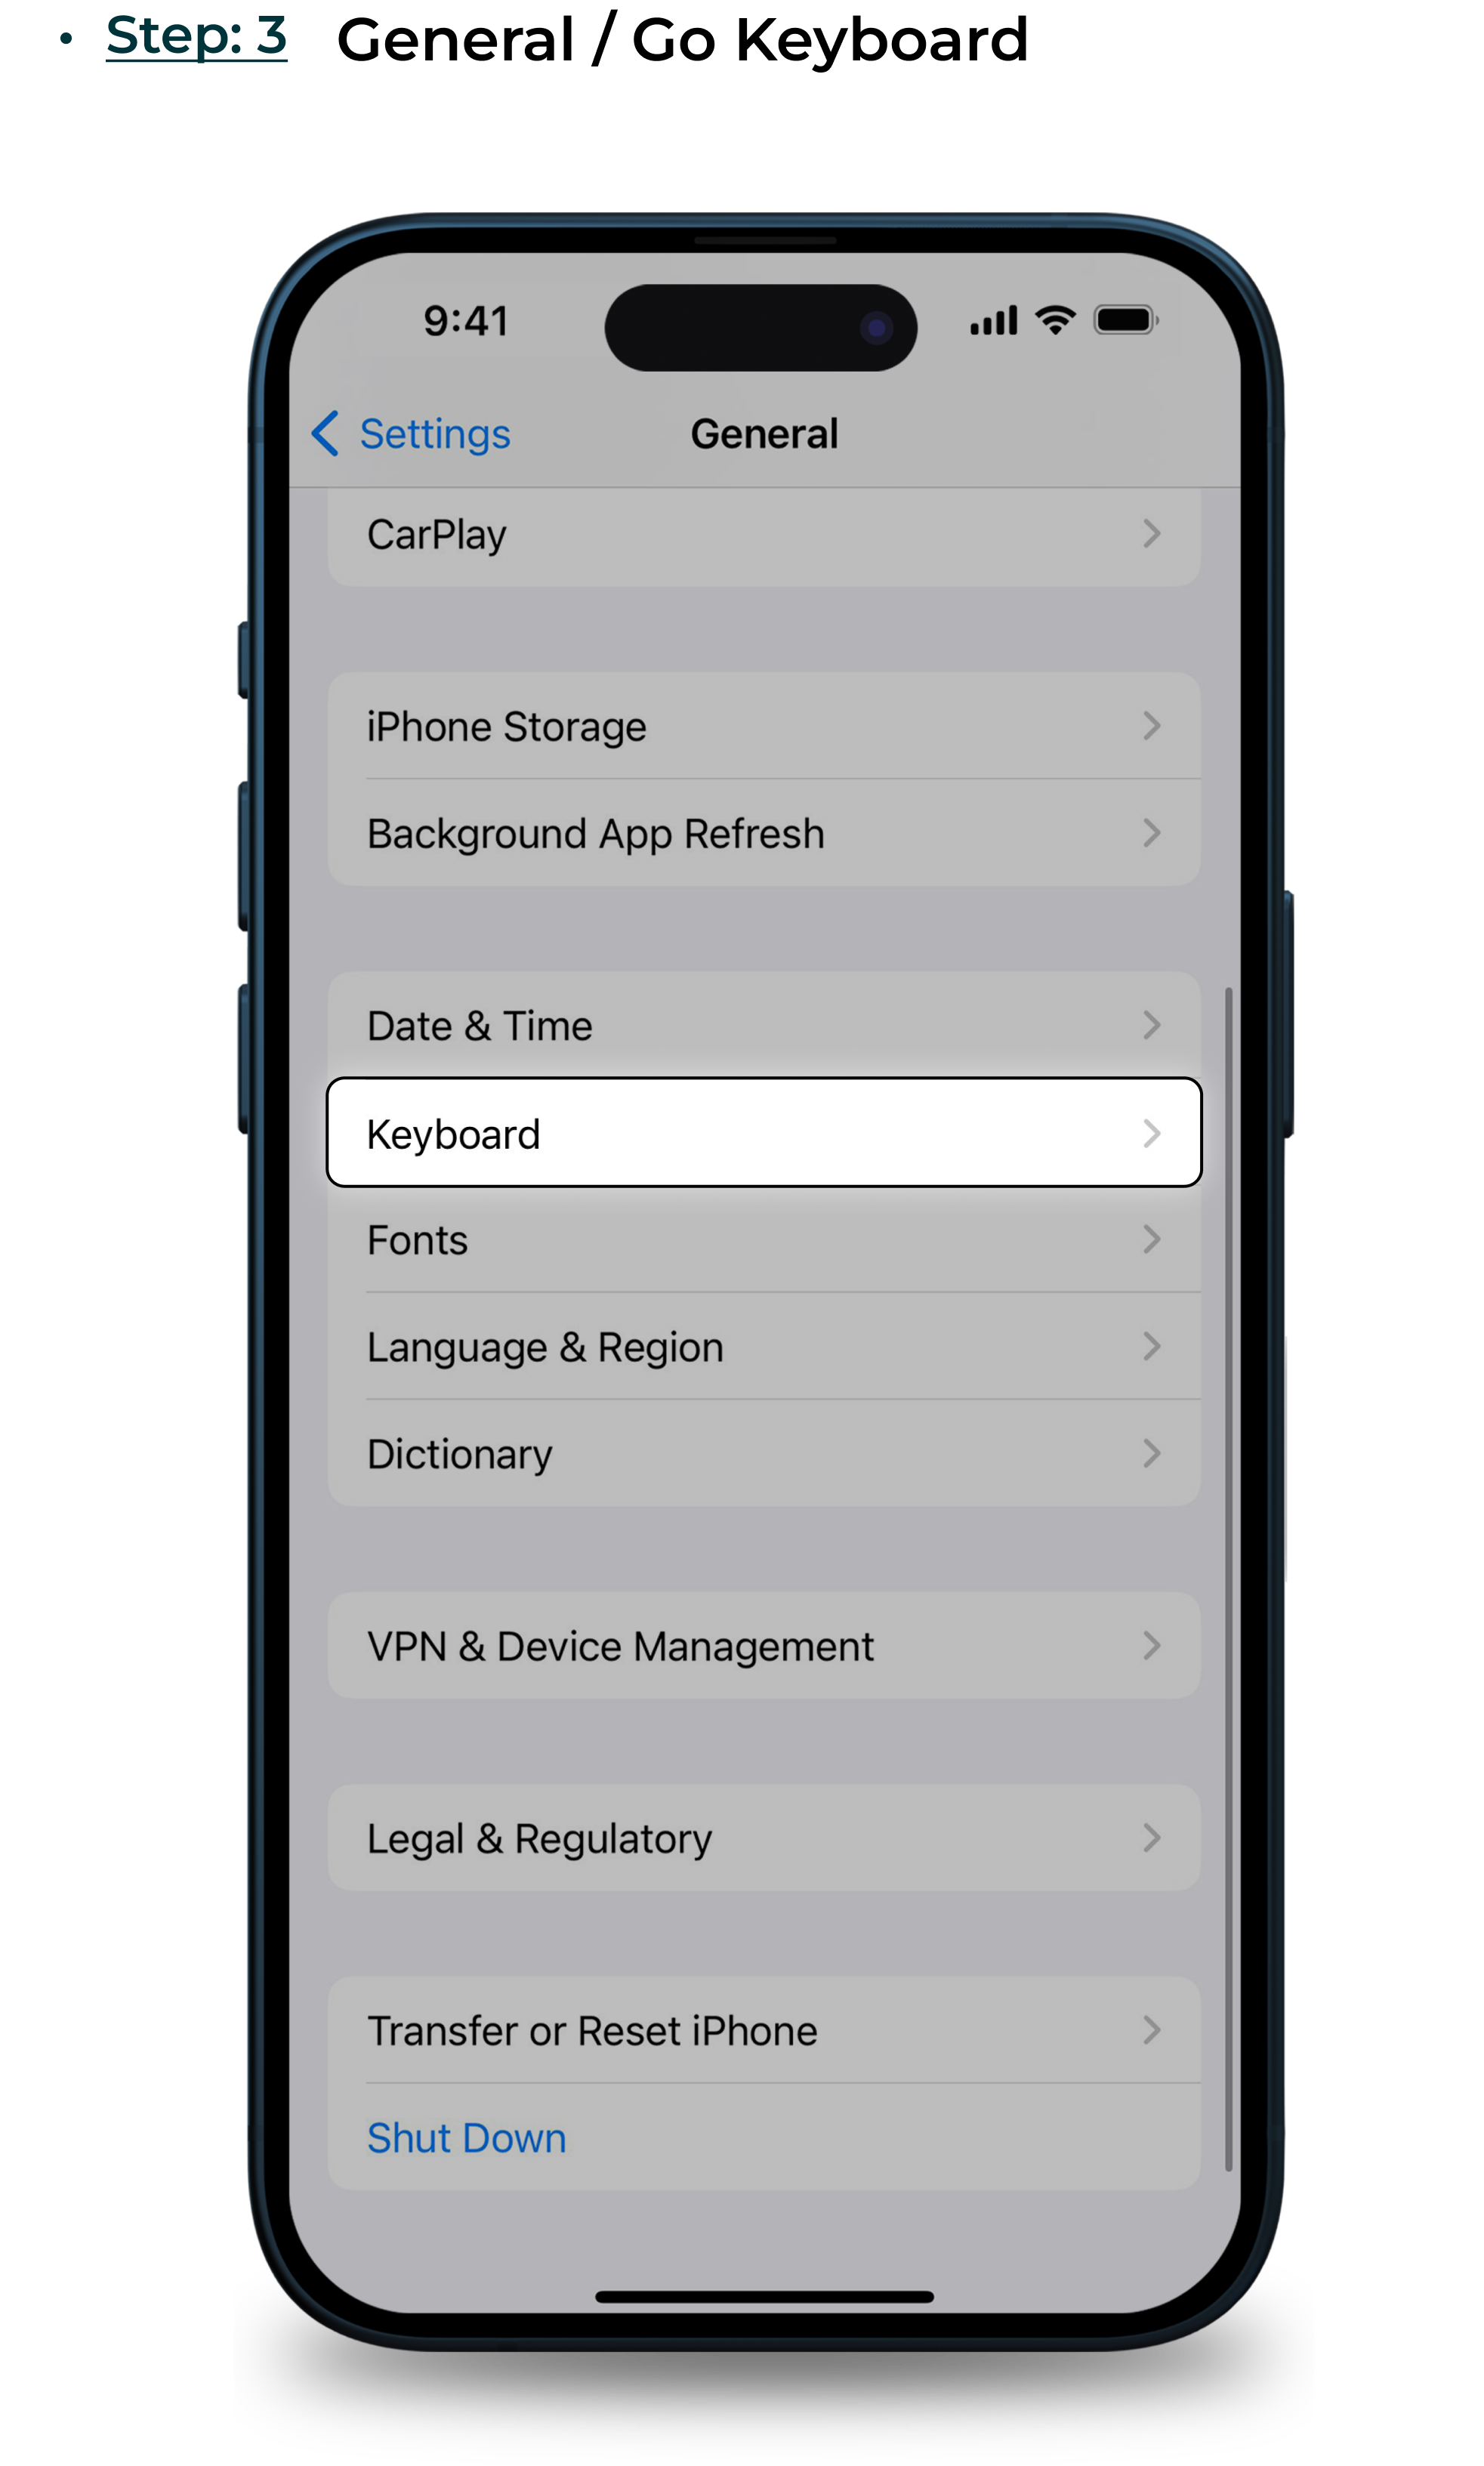 • Step: 3 General / Go Keyboard
9:41
Settings General
CarPlay
iPhone Storage
Background App Refresh
Date & Time
Keyboard
Fonts
Language & Region
Dictionary
VPN & Device Management
Legal & Regulatory
Transfer or Reset iPhone
Shut Down